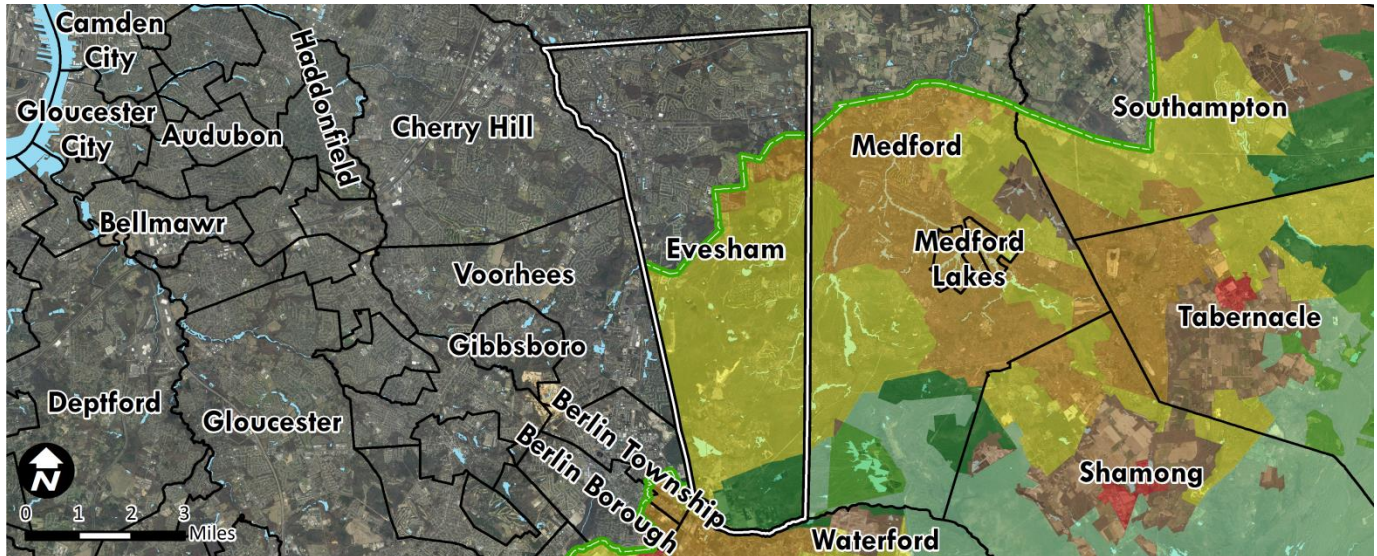 Camden
City
Haddonfield
Gloucester
City
Audubon
Cherry Hill
Southampton
Medford
Bellmawr
Evesham
Medford
Lakes
Voorhees
Tabernacle
Gibbsboro
Deptford
Gloucester
Berlin Township
Berlin Borough
Shamong
Waterford
N
0 1 2 3
Miles